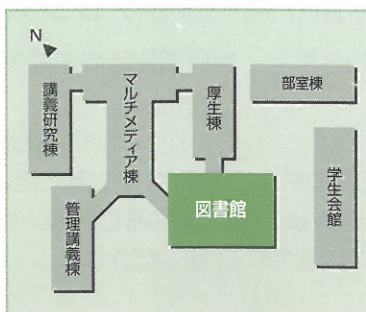 N
講義研究棟
マルチメディア棟
厚生棟
部室棟
管理講義棟
図書館
学生会館